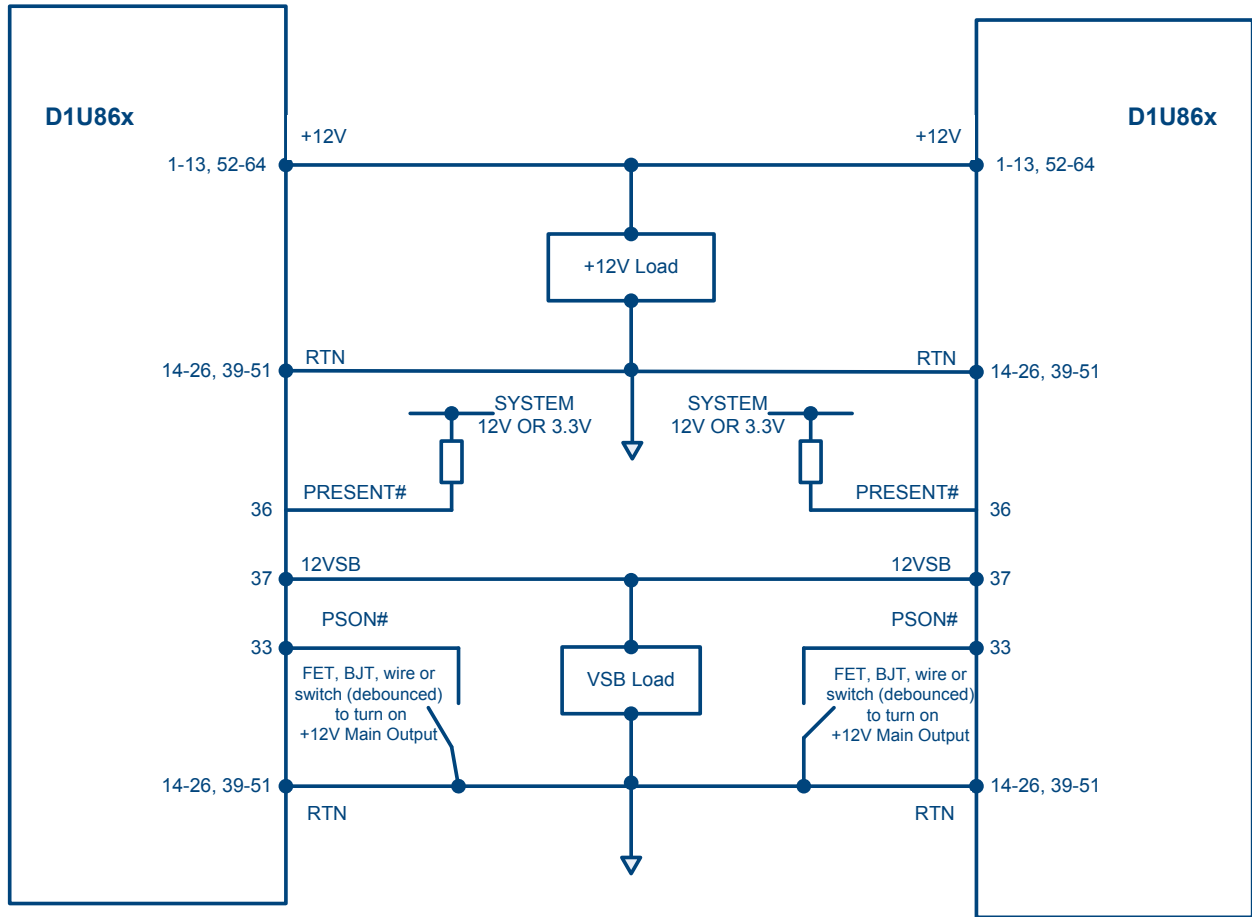 D1U86x
D1U86x
+12V
+12V
1-13, 52-64
1-13, 52-64
+12V Load
RTN
RTN
14-26, 39-51
14-26, 39-51
SYSTEM
12V OR 3.3V
SYSTEM
12V OR 3.3V
PRESENT#
PRESENT#
36
36
12VSB
12VSB
37
37
PSON#
PSON#
33
33
FET, BJT, wire or
switch (debounced)
to turn on
+12V Main Output
VSB Load
FET, BJT, wire or
switch (debounced)
to turn on
+12V Main Output
14-26, 39-51
14-26, 39-51
RTN
RTN